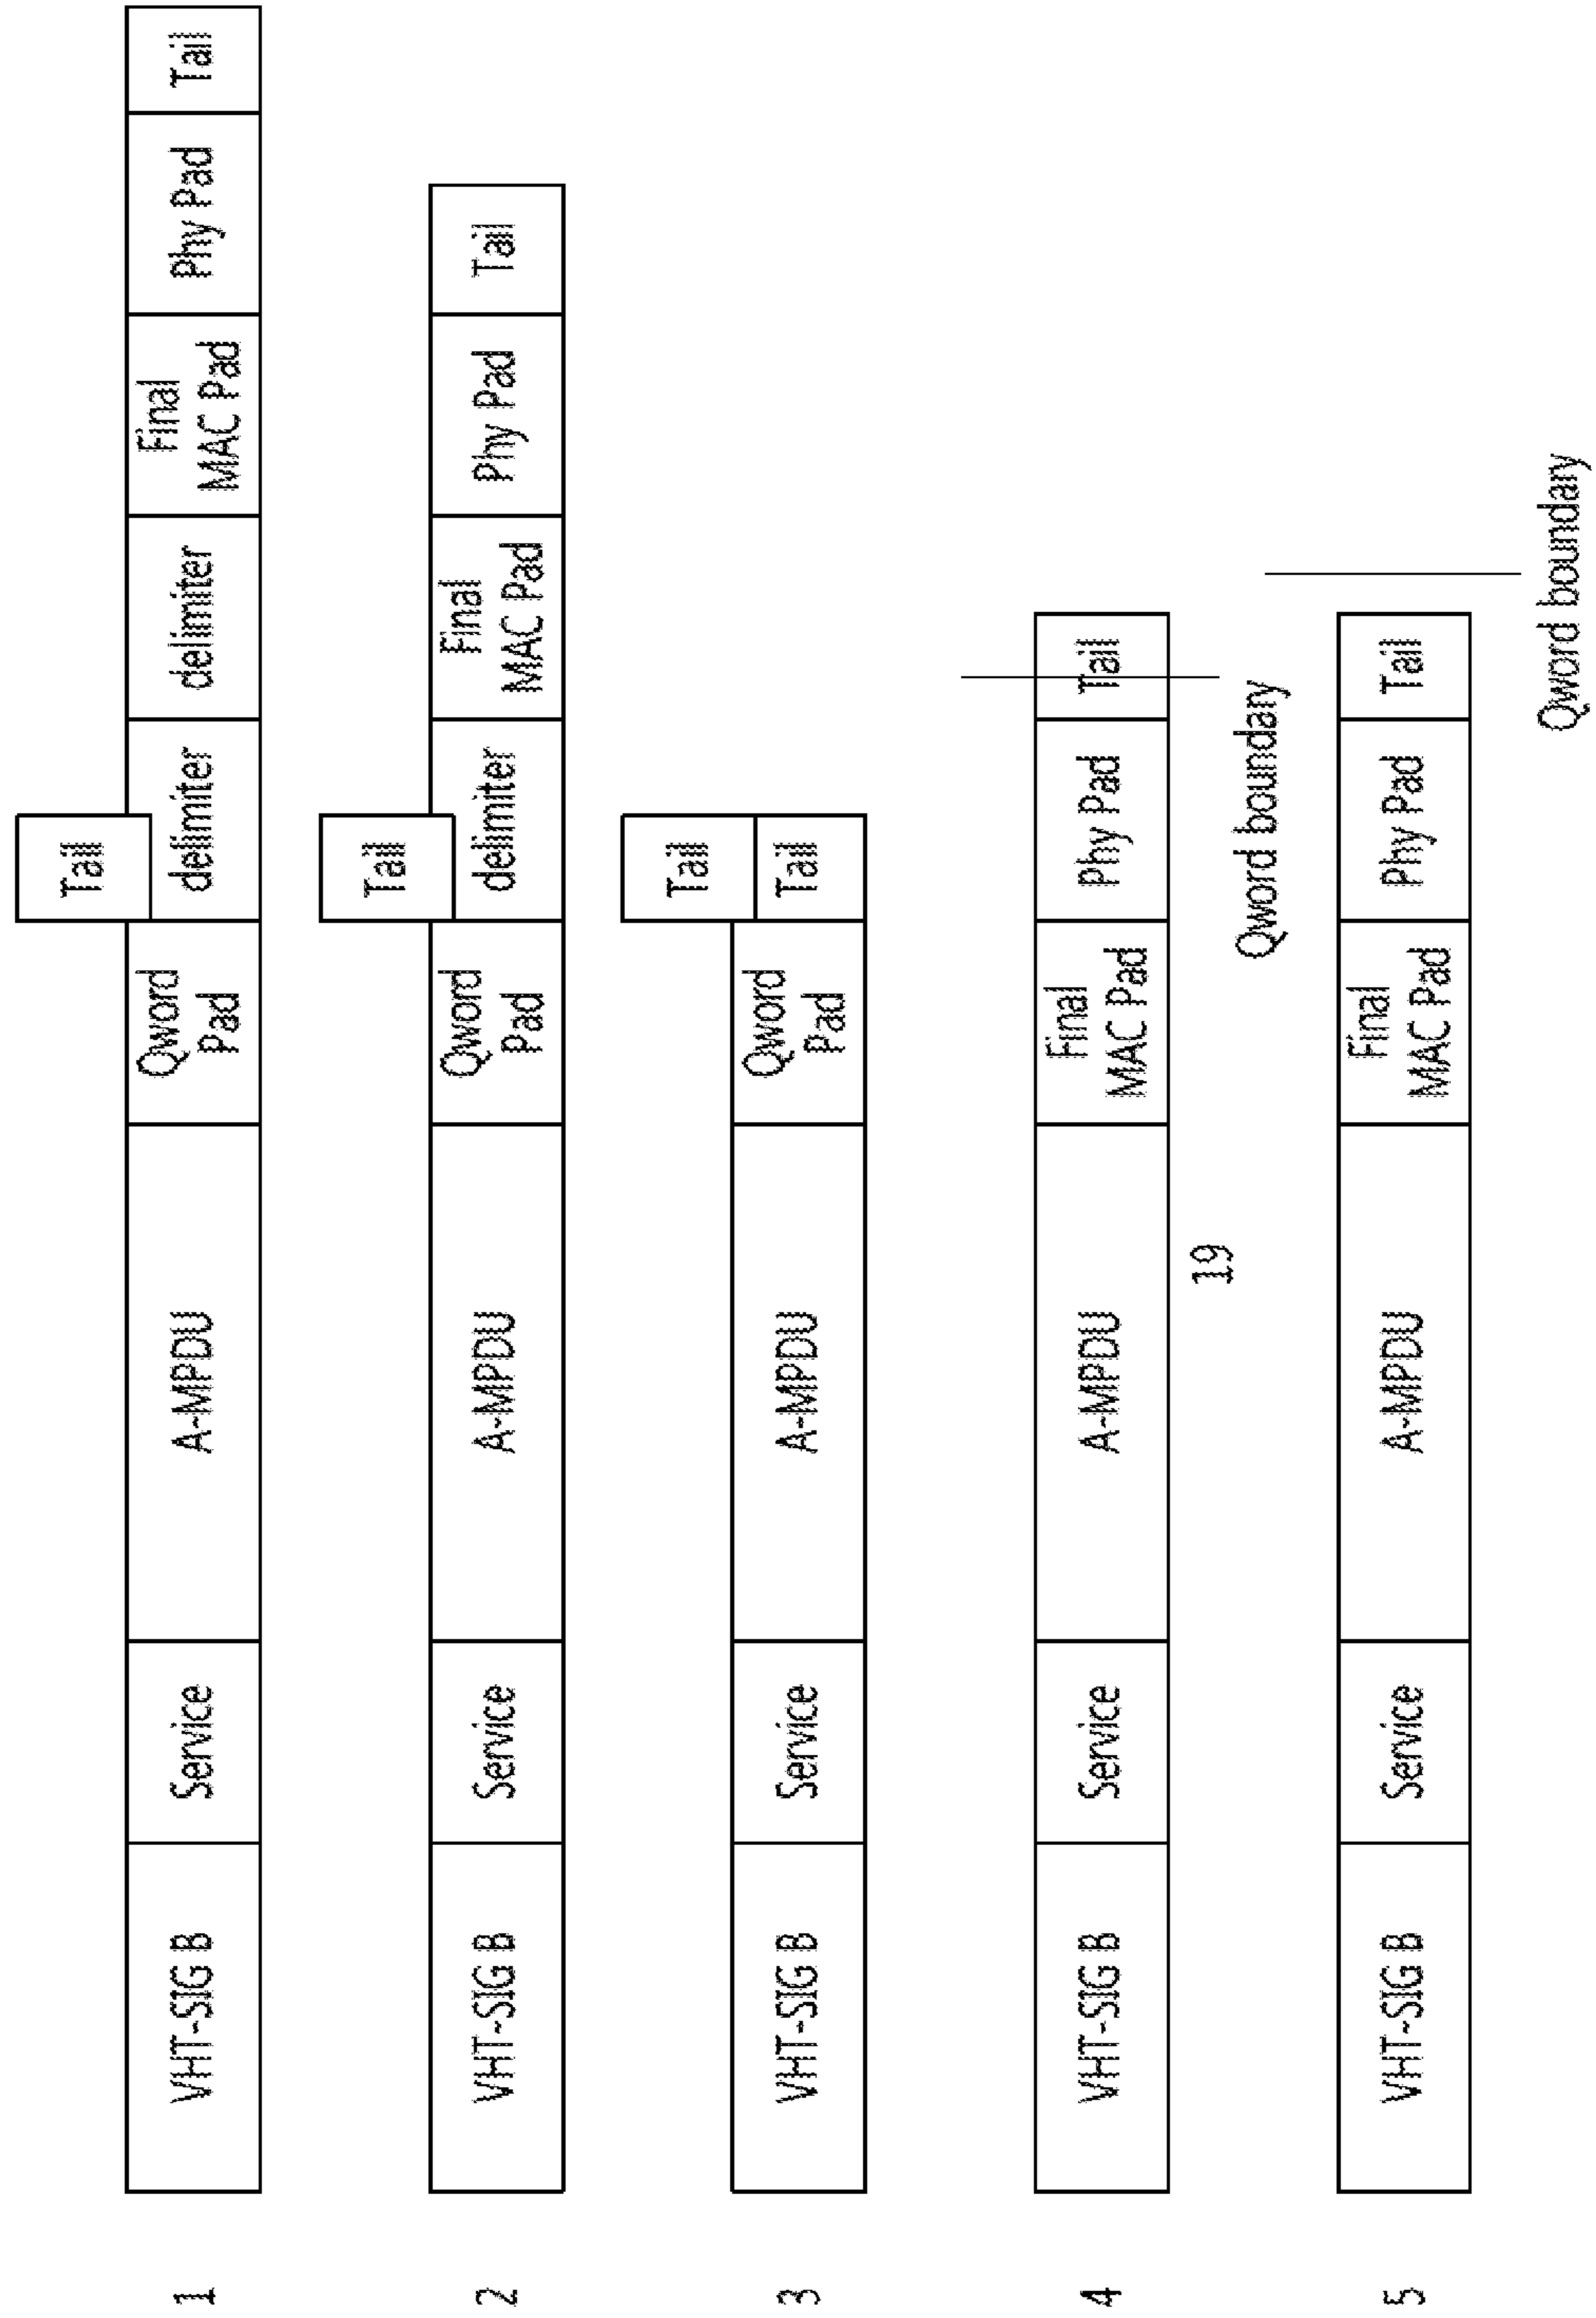 1
VHT-SIG B
Service
A-MPDU
Qword
Pad
Tail
delimiter
delimiter
Final
MAC Pad
Phy Pad
Tail
2
VHT-SIG B
Service
A-MPDU
Qword
Pad
Tail
delimiter
Final
MAC Pad
Phy Pad
Tail
3
VHT-SIG B
Service
A-MPDU
Qword
Pad
Tail
Tail
4
VHT-SIG B
Service
A-MPDU
Final
MAC Pad
Phy Pad
Tail
19
Qword boundary
5
VHT-SIG B
Service
A-MPDU
Final
MAC Pad
Phy Pad
Tail
Qword boundary